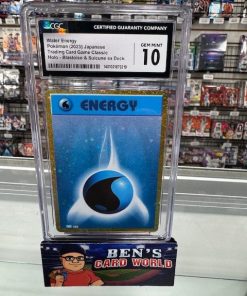 CGC
CERTIFIED GUARANTY COMPANY
Water Energy
Pokémon (2023) Japanese
Trading Card Game Classic
Holo - Blastoise & Suicune ex Deck
GEM MINT
10
ENERGY
BEN'S
CARD WORLD